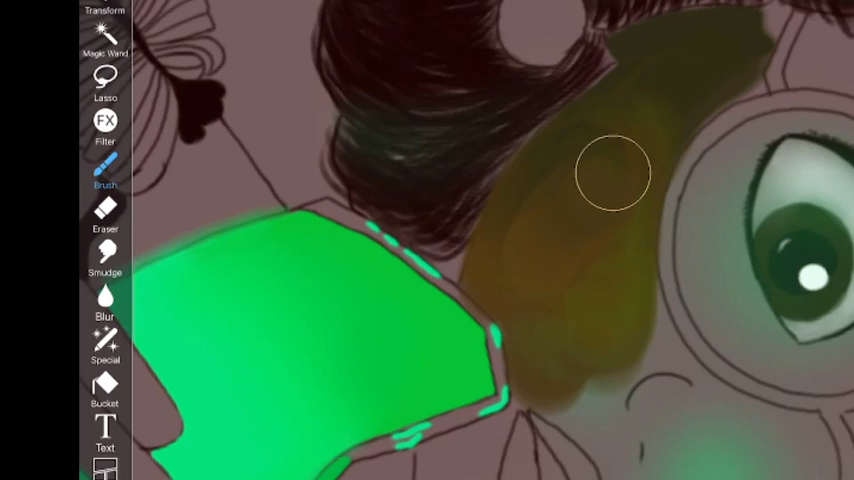 Transform
Magic Wand
Lasso
FX
Filter
Brush
Eraser
Smudge
Blur
Special
Bucket
T
Text